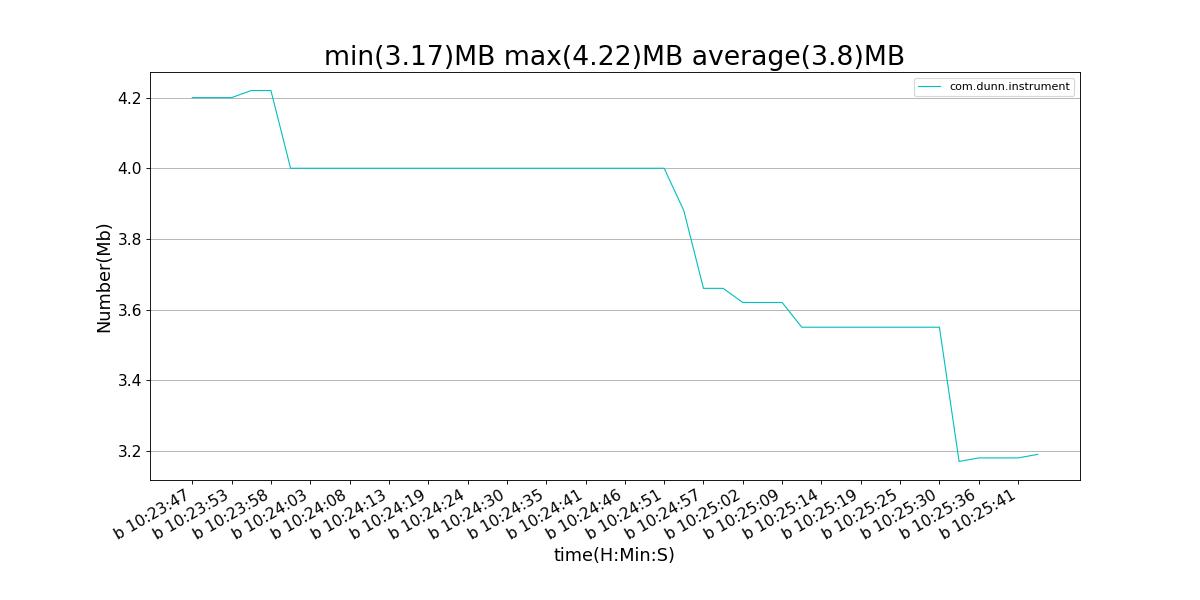 min(3.17)MB max(4.22)MB average(3.8)MB
com.dunn.instrument
4.2
4.0
3.8
3.6
3.4
3.2
Number(Mb)
b 10:23:47
b 10:23:53
b 10:23:58
b 10:24:03
b 10:24:08
b 10:24:13
b 10:24:19
b 10:24:24
b 10:24:30
b 10:24:35
b 10:24:41
b 10:24:46
b 10:24:51
b 10:24:57
b 10:25:02
b 10:25:09
b 10:25:14
b 10:25:19
b 10:25:25
b 10:25:30
b 10:25:36
b 10:25:41
time(H:Min:S)